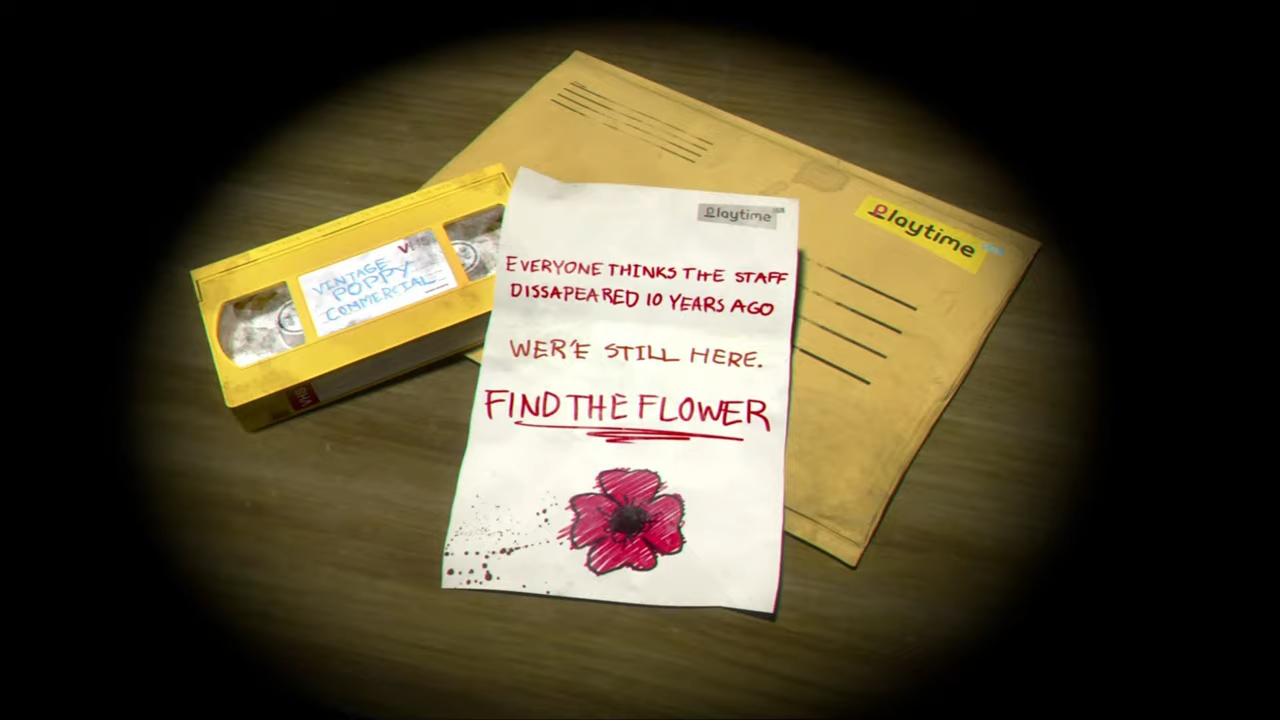 VHS
VINTAGE
POPPY
COMMERCIAL
Playtime
EVERYONE THINKS THE STAFF
DISSAPEARED 10 YEARS AGO
WER'E STILL HERE.
FIND THE FLOWER
Playtime